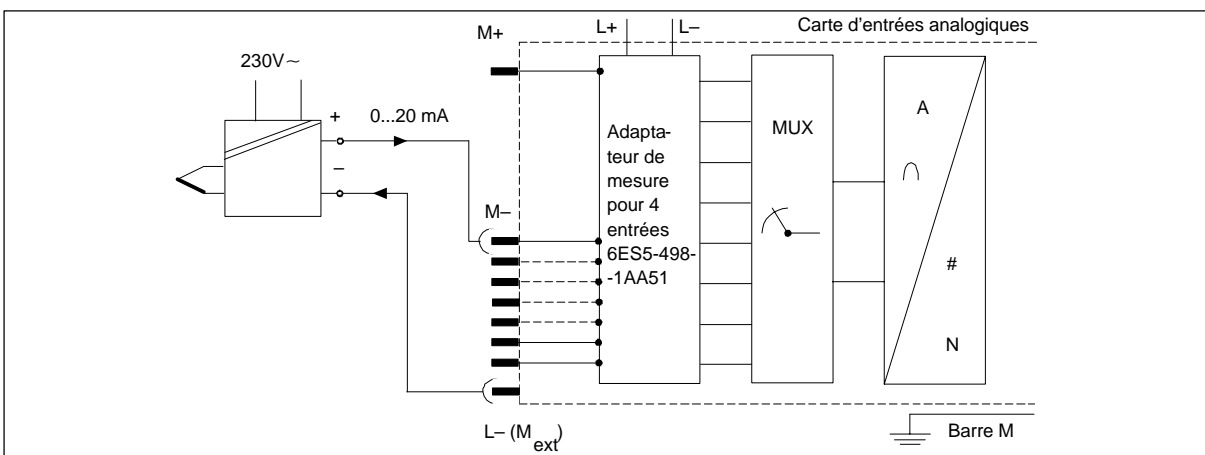 L+
L–
Carte d'entrées analogiques
M+
230V~
+
0...20 mA
–
Adapta-
teur de
mesure
pour 4
entrées
6ES5-498-
-1AA51
MUX
A
∩
#
N
M–
L– (Mext)
Barre M